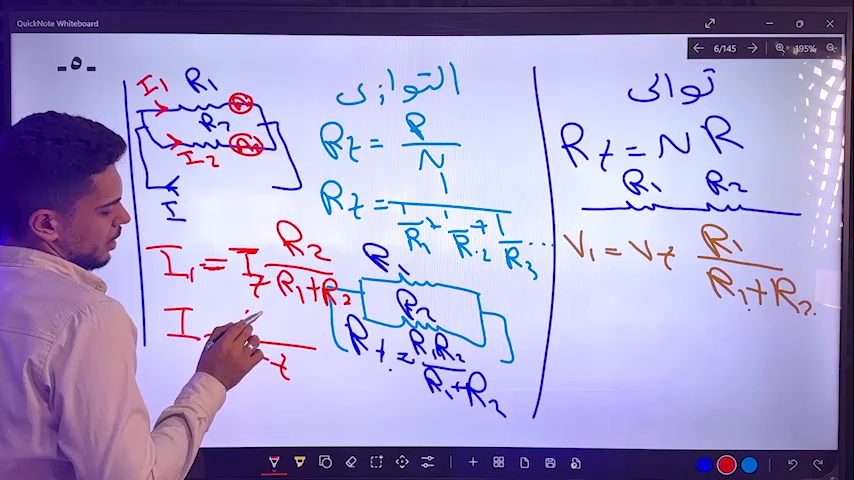 QuickNote Whiteboard
6/145
195%
- 5 -
I1 R1
R2
I2
I
I1 = It R2 / R1+R2
I
t
التوازى
Rt = R / N
Rt = 1 / 1/R1 + 1/R2 + 1/R3 ...
R1
R2
Rt = R1R2 / R1+R2
توالى
Rt = N R
R1 R2
V1 = Vt R1 / R1+R2